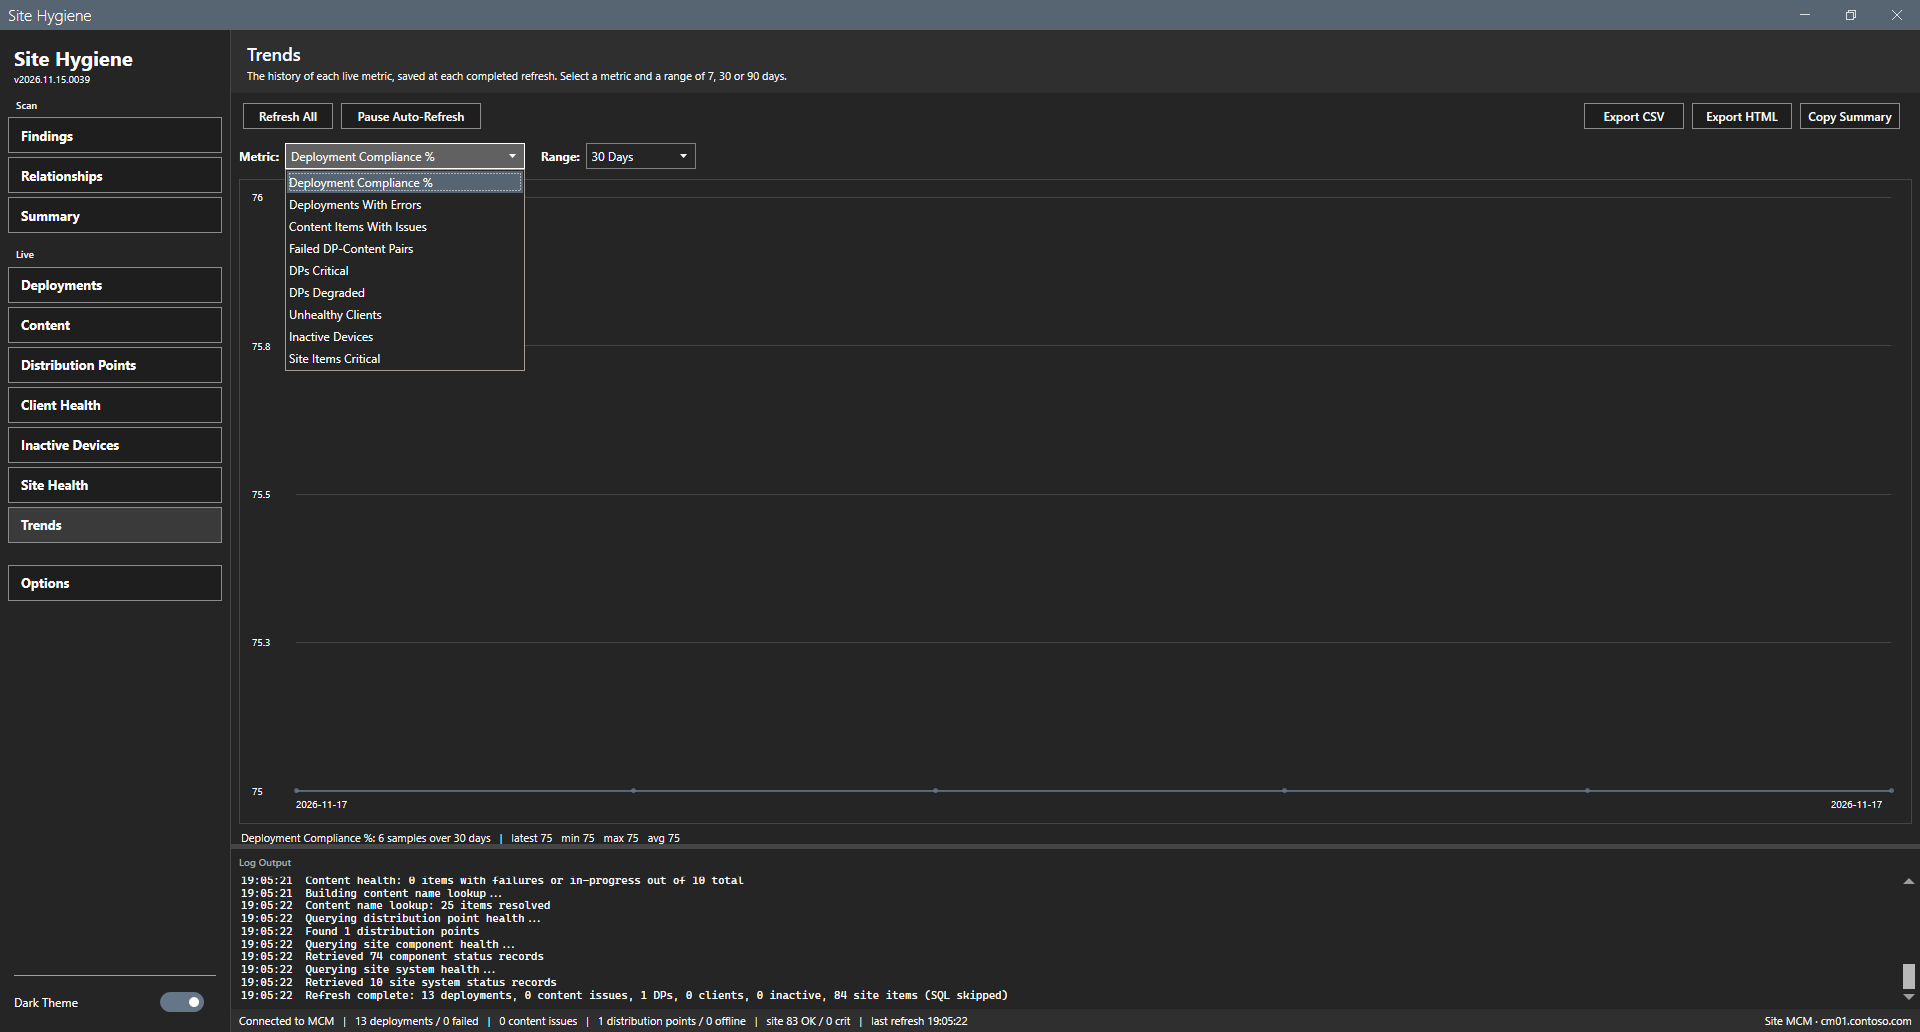 Site Hygiene
Site Hygiene
v2026.11.15.0039
Scan
Findings
Relationships
Summary
Live
Deployments
Content
Distribution Points
Client Health
Inactive Devices
Site Health
Trends
Options
Dark Theme
Trends
The history of each live metric, saved at each completed refresh. Select a metric and a range of 7, 30 or 90 days.
Refresh All
Pause Auto-Refresh
Export CSV
Export HTML
Copy Summary
Metric:
Deployment Compliance %
Range:
30 Days
Deployment Compliance %
Deployments With Errors
Content Items With Issues
Failed DP-Content Pairs
DPs Critical
DPs Degraded
Unhealthy Clients
Inactive Devices
Site Items Critical
76
75.8
75.5
75.3
75
2026-11-17
2026-11-17
Deployment Compliance %: 6 samples over 30 days | latest 75 min 75 max 75 avg 75
Log Output
19:05:21 Content health: 0 items with failures or in-progress out of 10 total
19:05:21 Building content name lookup...
19:05:22 Content name lookup: 25 items resolved
19:05:22 Querying distribution point health...
19:05:22 Found 1 distribution points
19:05:22 Querying site component health...
19:05:22 Retrieved 74 component status records
19:05:22 Querying site system health...
19:05:22 Retrieved 10 site system status records
19:05:22 Refresh complete: 13 deployments, 0 content issues, 1 DPs, 0 clients, 0 inactive, 84 site items (SQL skipped)
Connected to MCM | 13 deployments / 0 failed | 0 content issues | 1 distribution points / 0 offline | site 83 OK / 0 crit | last refresh 19:05:22
Site MCM · cm01.contoso.com